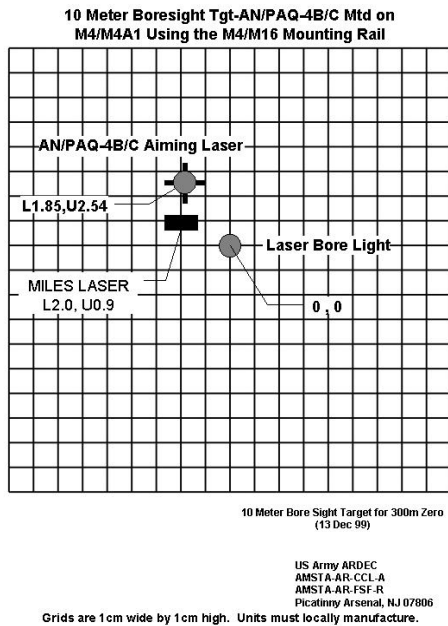 10 Meter Boresight Tgt-AN/PAQ-4B/C Mtd on
M4/M4A1 Using the M4/M16 Mounting Rail
AN/PAQ-4B/C Aiming Laser
L1.85,U2.54
Laser Bore Light
MILES LASER
L2.0, U0.9
0 , 0
10 Meter Bore Sight Target for 300m Zero
(13 Dec 99)
US Army ARDEC
AMSTA-AR-CCL-A
AMSTA-AR-FSF-R
Picatinny Arsenal, NJ 07806
Grids are 1cm wide by 1cm high. Units must locally manufacture.